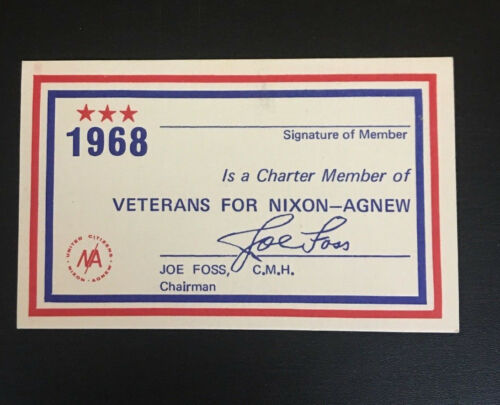 ★★★
1968
Signature of Member
Is a Charter Member of
VETERANS FOR NIXON—AGNEW
Joe Foss
JOE FOSS, C.M.H.
Chairman
UNITED CITIZENS
NA
NIXON · AGNEW